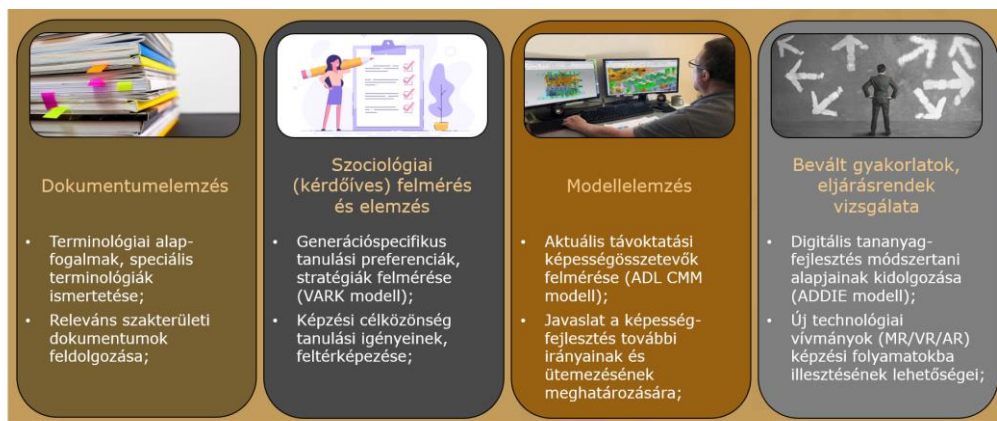 Dokumentumelemzés
• Terminológiai alap-
fogalmak, speciális
terminológiák
ismertetése;
• Releváns szakterületi
dokumentumok
feldolgozása;
Szociológiai
(kérdőíves) felmérés
és elemzés
• Generációspecifikus
tanulási preferenciák,
stratégiák felmérése
(VARK modell);
• Képzési célközönség
tanulási igényeinek,
feltérképezése;
Modellelemzés
• Aktuális távoktatási
képességösszetevők
felmérése (ADL CMM
modell);
• Javaslat a képesség-
fejlesztés további
irányainak és
ütemezésének
meghatározására;
Bevált gyakorlatok,
eljárásrendek
vizsgálata
• Digitális tananyag-
fejlesztés módszertani
alapjainak kidolgozása
(ADDIE modell);
• Új technológiai
vívmányok (MR/VR/AR)
képzési folyamatokba
illesztésének lehetőségei;